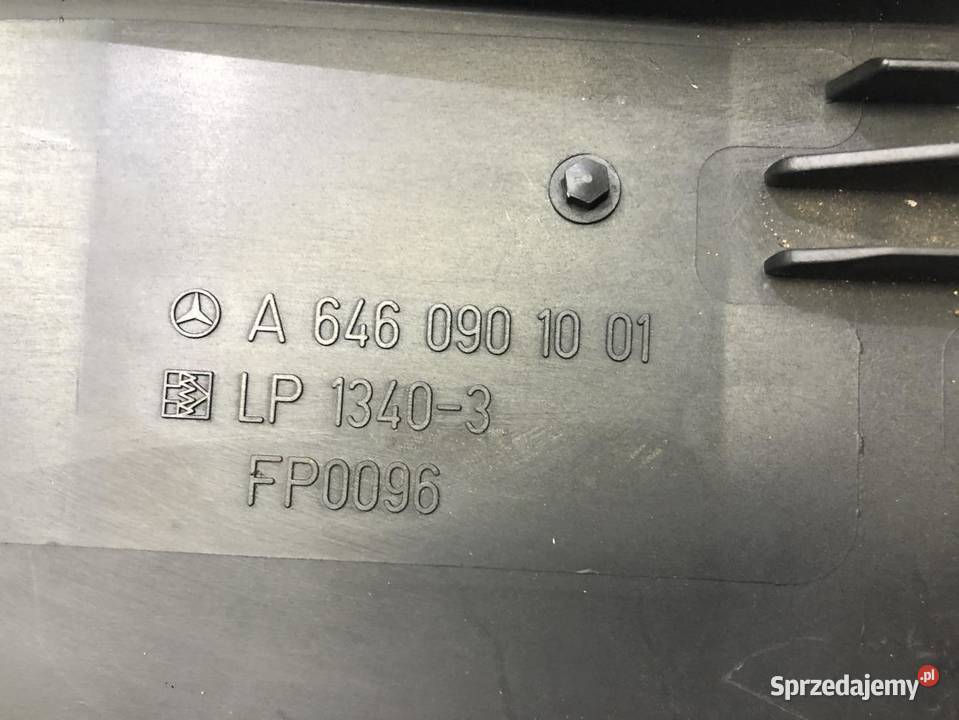 A 646 090 10 01
LP 1340-3
FP0096
Sprzedajemy.pl